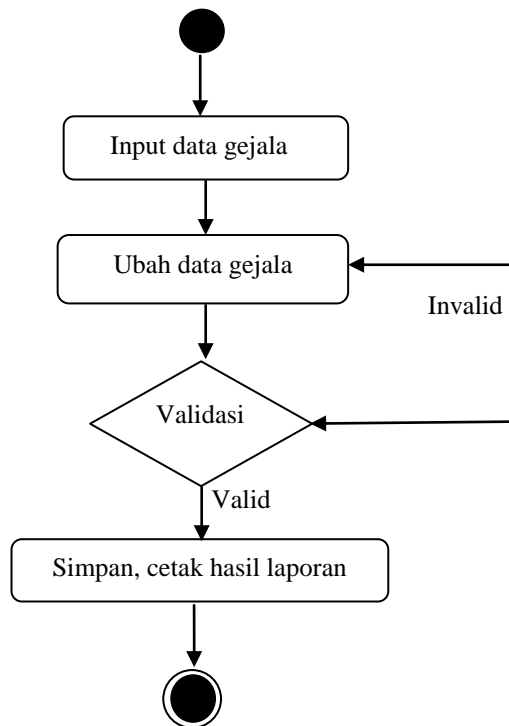 Input data gejala
Ubah data gejala
Invalid
Validasi
Valid
Simpan, cetak hasil laporan